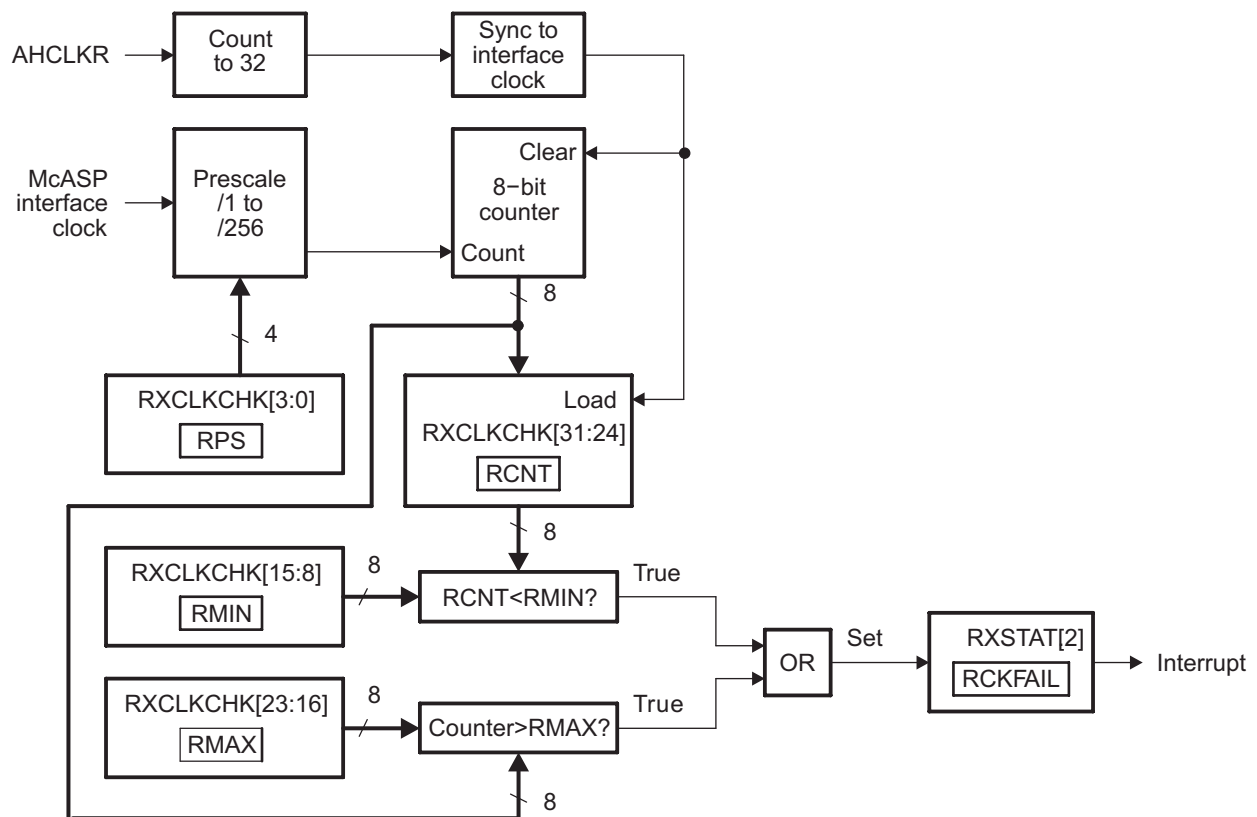 AHCLKR
Count
to 32
Sync to
interface
clock
McASP
interface
clock
Prescale
/1 to
/256
Clear
8−bit
counter
Count
8
4
RXCLKCHK[3:0]
RPS
Load
RXCLKCHK[31:24]
RCNT
8
RXCLKCHK[15:8]
RMIN
8
RCNT<RMIN?
True
RXCLKCHK[23:16]
RMAX
8
Counter>RMAX?
True
8
OR
Set
RXSTAT[2]
RCKFAIL
Interrupt